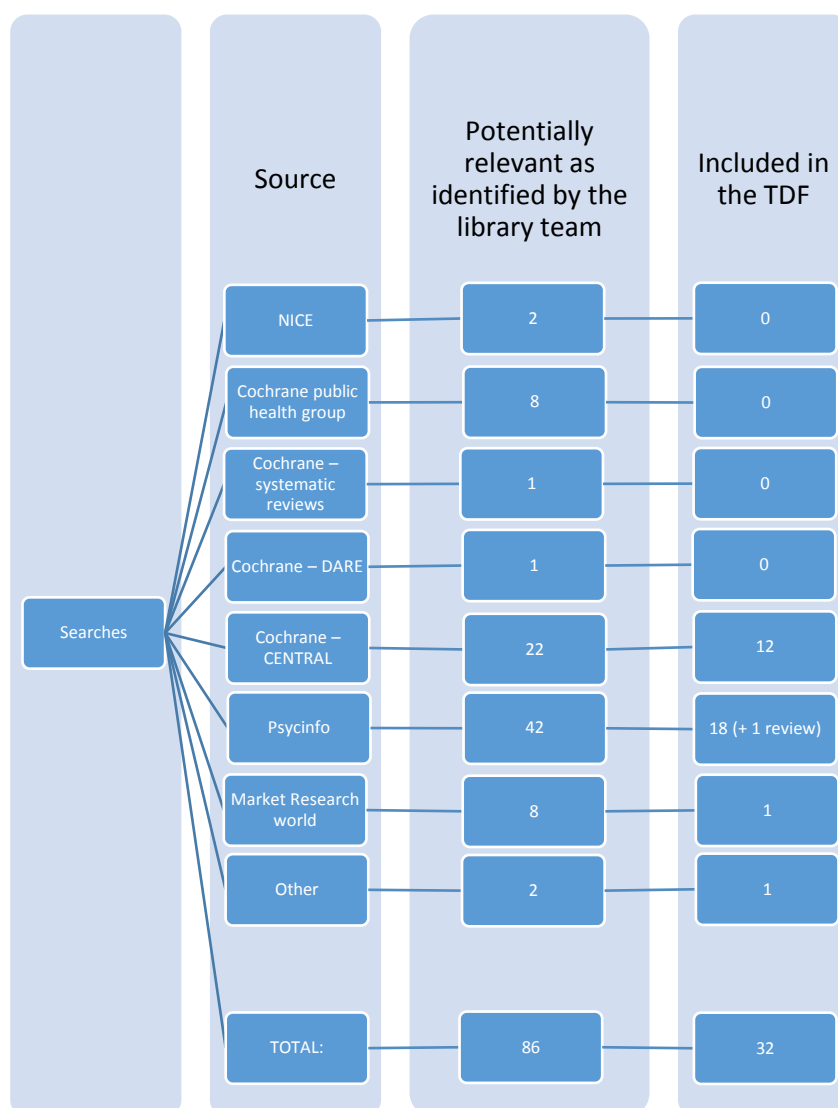 Source
Potentially
relevant as
identified by the
library team
Included in
the TDF
NICE
2
0
Cochrane public
health group
8
0
Cochrane –
systematic
reviews
1
0
Cochrane – DARE
1
0
Searches
Cochrane –
CENTRAL
22
12
Psycinfo
42
18 (+ 1 review)
Market Research
world
8
1
Other
2
1
TOTAL:
86
32